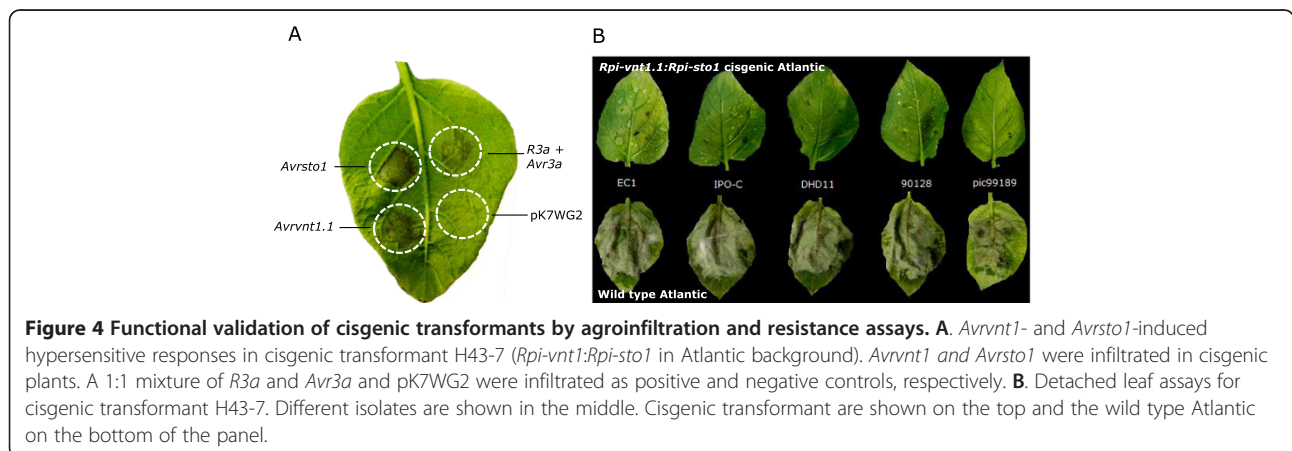 A
B
Avrsto1
Avrvnt1.1
R3a +
Avr3a
pK7WG2
Rpi-vnt1.1:Rpi-sto1 cisgenic Atlantic
EC1 IPO-C DHD11 90128 pic99189
Wild type Atlantic
Figure 4 Functional validation of cisgenic transformants by agroinfiltration and resistance assays. A. Avrvnt1- and Avrsto1-induced
hypersensitive responses in cisgenic transformant H43-7 (Rpi-vnt1:Rpi-sto1 in Atlantic background). Avrvnt1 and Avrsto1 were infiltrated in cisgenic
plants. A 1:1 mixture of R3a and Avr3a and pK7WG2 were infiltrated as positive and negative controls, respectively. B. Detached leaf assays for
cisgenic transformant H43-7. Different isolates are shown in the middle. Cisgenic transformant are shown on the top and the wild type Atlantic
on the bottom of the panel.